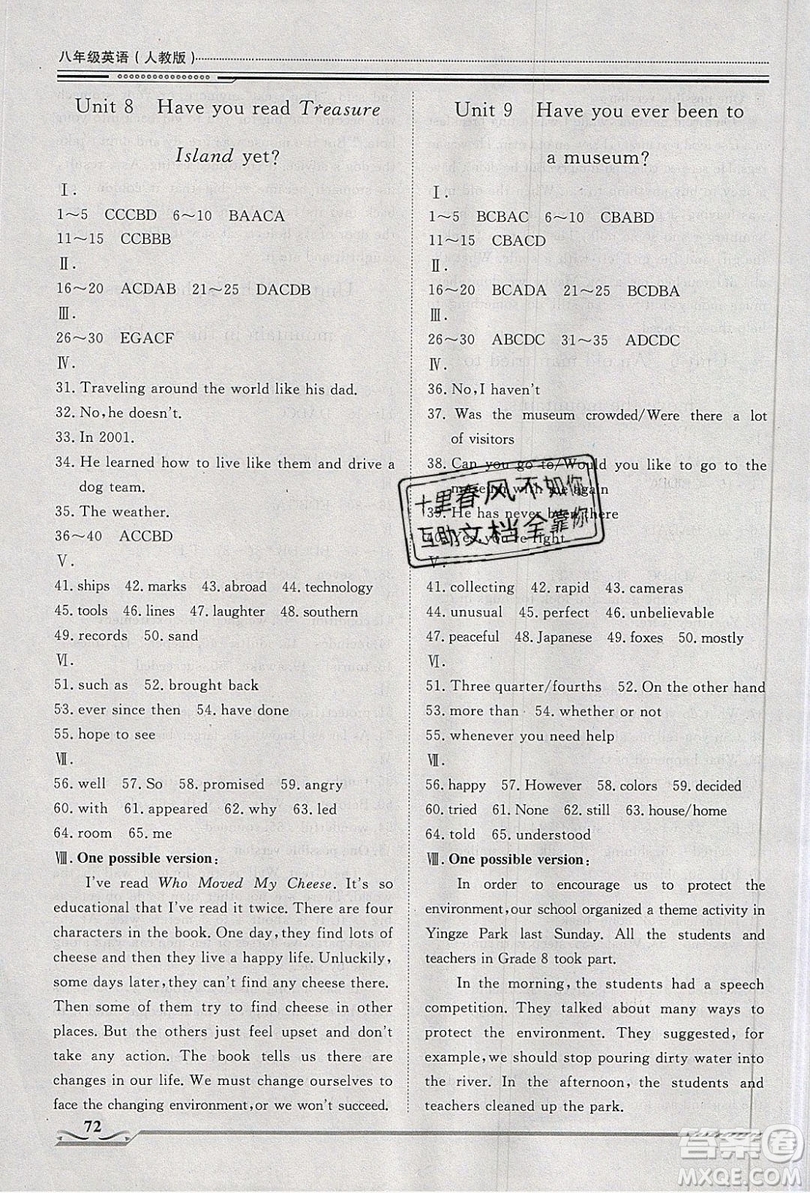 八年级英语(人教版)
Unit 8 Have you read Treasure
Island yet?
Ⅰ.
1~5 CCCBD 6~10 BAACA
11~15 CCBBB
Ⅱ.
16~20 ACDAB 21~25 DACDB
Ⅲ.
26~30 EGACF
Ⅳ.
31. Traveling around the world like his dad.
32. No, he doesn't.
33. In 2001.
34. He learned how to live like them and drive a
dog team.
35. The weather.
36~40 ACCBD
Ⅴ.
41. ships 42. marks 43. abroad 44. technology
45. tools 46. lines 47. laughter 48. southern
49. records 50. sand
Ⅵ.
51. such as 52. brought back
53. ever since then 54. have done
55. hope to see
Ⅶ.
56. well 57. So 58. promised 59. angry
60. with 61. appeared 62. why 63. led
64. room 65. me
Ⅷ. One possible version:
I've read Who Moved My Cheese. It's so
educational that I've read it twice. There are four
characters in the book. One day, they find lots of
cheese and then they live a happy life. Unluckily,
some days later, they can't find any cheese there.
Some of them try to find cheese in different
places. But the others just feel upset and don't
take any action. The book tells us there are
changes in our life. We must change ourselves to
face the changing environment, or we won't succeed.
72
Unit 9 Have you ever been to
a museum?
Ⅰ.
1~5 BCBAC 6~10 CBABD
11~15 CBACD
Ⅱ.
16~20 BCADA 21~25 BCDBA
Ⅲ.
26~30 ABCDC 31~35 ADCDC
Ⅳ.
36. No, I haven't
37. Was the museum crowded/Were there a lot
of visitors
38. Can you go to/Would you like to go to the
museum with me again
39. He has never been there
40. Yes, you're right
Ⅴ.
41. collecting 42. rapid 43. cameras
44. unusual 45. perfect 46. unbelievable
47. peaceful 48. Japanese 49. foxes 50. mostly
Ⅵ.
51. Three quarter/fourths 52. On the other hand
53. more than 54. whether or not
55. whenever you need help
Ⅶ.
56. happy 57. However 58. colors 59. decided
60. tried 61. None 62. still 63. house/home
64. told 65. understood
Ⅷ. One possible version:
In order to encourage us to protect the
environment, our school organized a theme activity in
Yingze Park last Sunday. All the students and
teachers in Grade 8 took part.
In the morning, the students had a speech
competition. They talked about many ways to
protect the environment. They suggested, for
example, we should stop pouring dirty water into
the river. In the afternoon, the students and
teachers cleaned up the park.
十里春风不如你
互助文档全靠你
答案圈
MXQE.COM